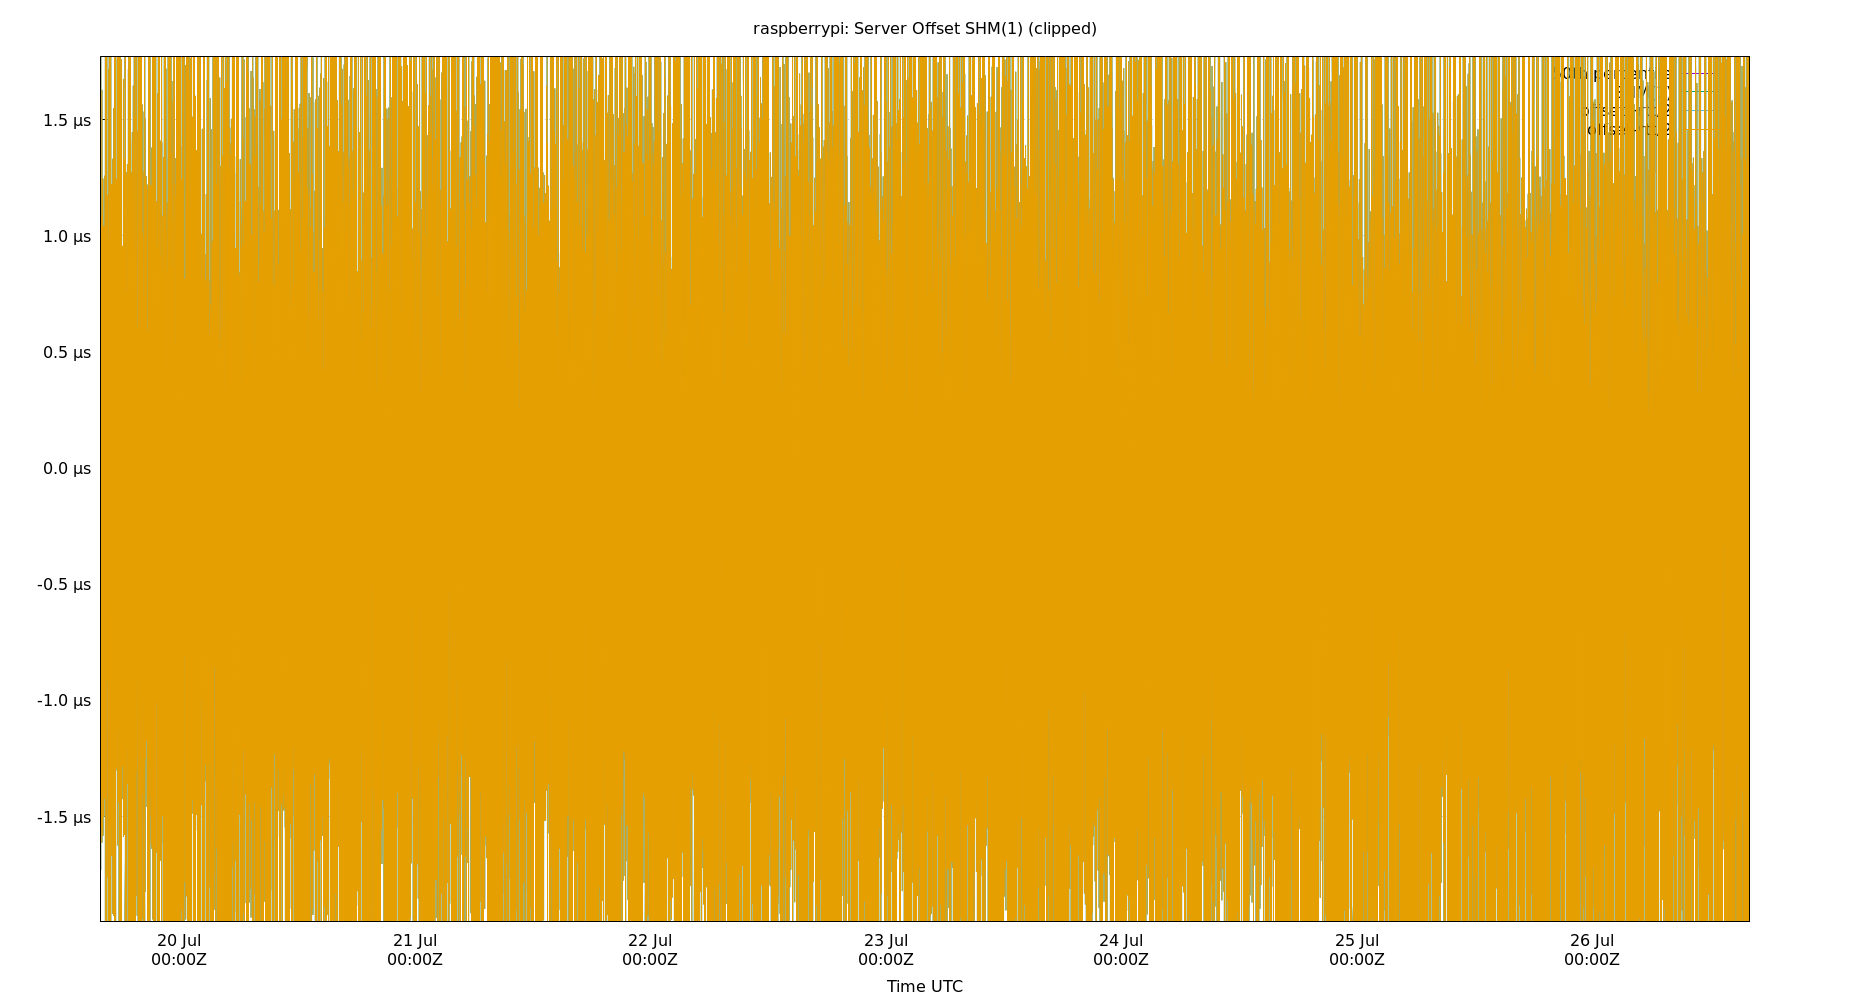 raspberrypi: Server Offset SHM(1) (clipped)
1.5 µs
1.0 µs
0.5 µs
0.0 µs
-0.5 µs
-1.0 µs
-1.5 µs
20 Jul
00:00Z
21 Jul
00:00Z
22 Jul
00:00Z
23 Jul
00:00Z
24 Jul
00:00Z
25 Jul
00:00Z
26 Jul
00:00Z
Time UTC